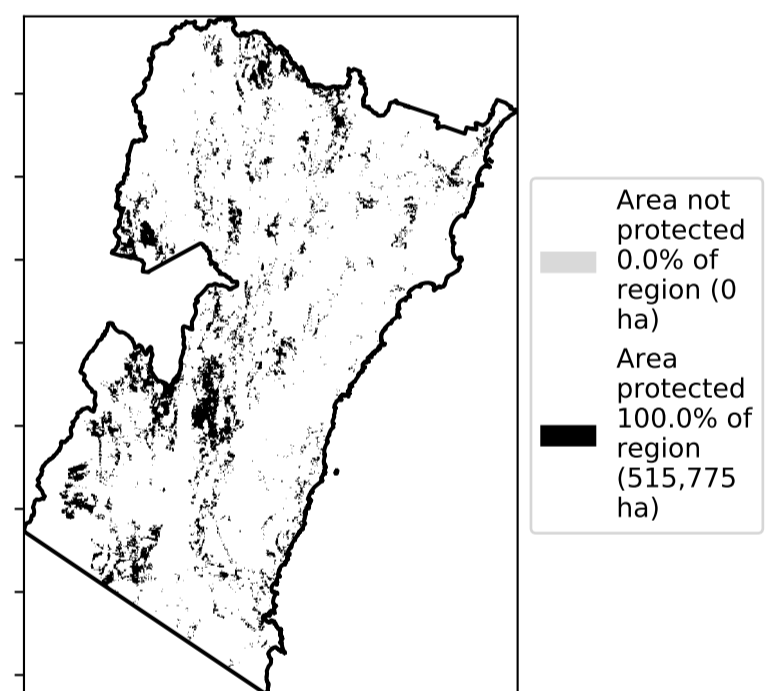 Area not
protected
0.0% of
region (0
ha)
Area
protected
100.0% of
region
(515,775
ha)